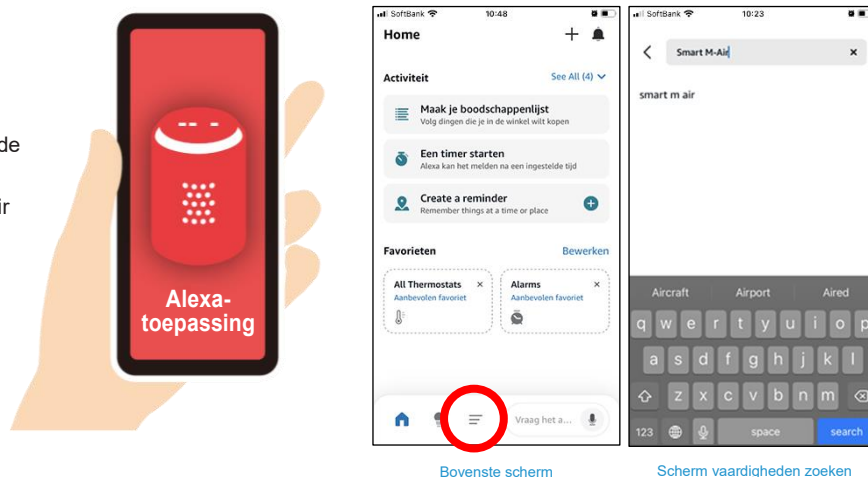 de
ir
Alexa-
toepassing
SoftBank 10:48
Home
Activiteit See All (4)
Maak je boodschappenlijst
Volg dingen die je in de winkel wilt kopen
Een timer starten
Alexa kan het melden na een ingestelde tijd
Create a reminder
Remember things at a time or place
Favorieten Bewerken
All Thermostats × Alarms ×
Aanbevolen favoriet Aanbevolen favoriet
Vraag het a...
Bovenste scherm
SoftBank 10:23
Smart M-Air ×
smart m air
Aircraft Airport Aired
q w e r t y u i o p
a s d f g h j k l
z x c v b n m
123 space search
Scherm vaardigheden zoeken